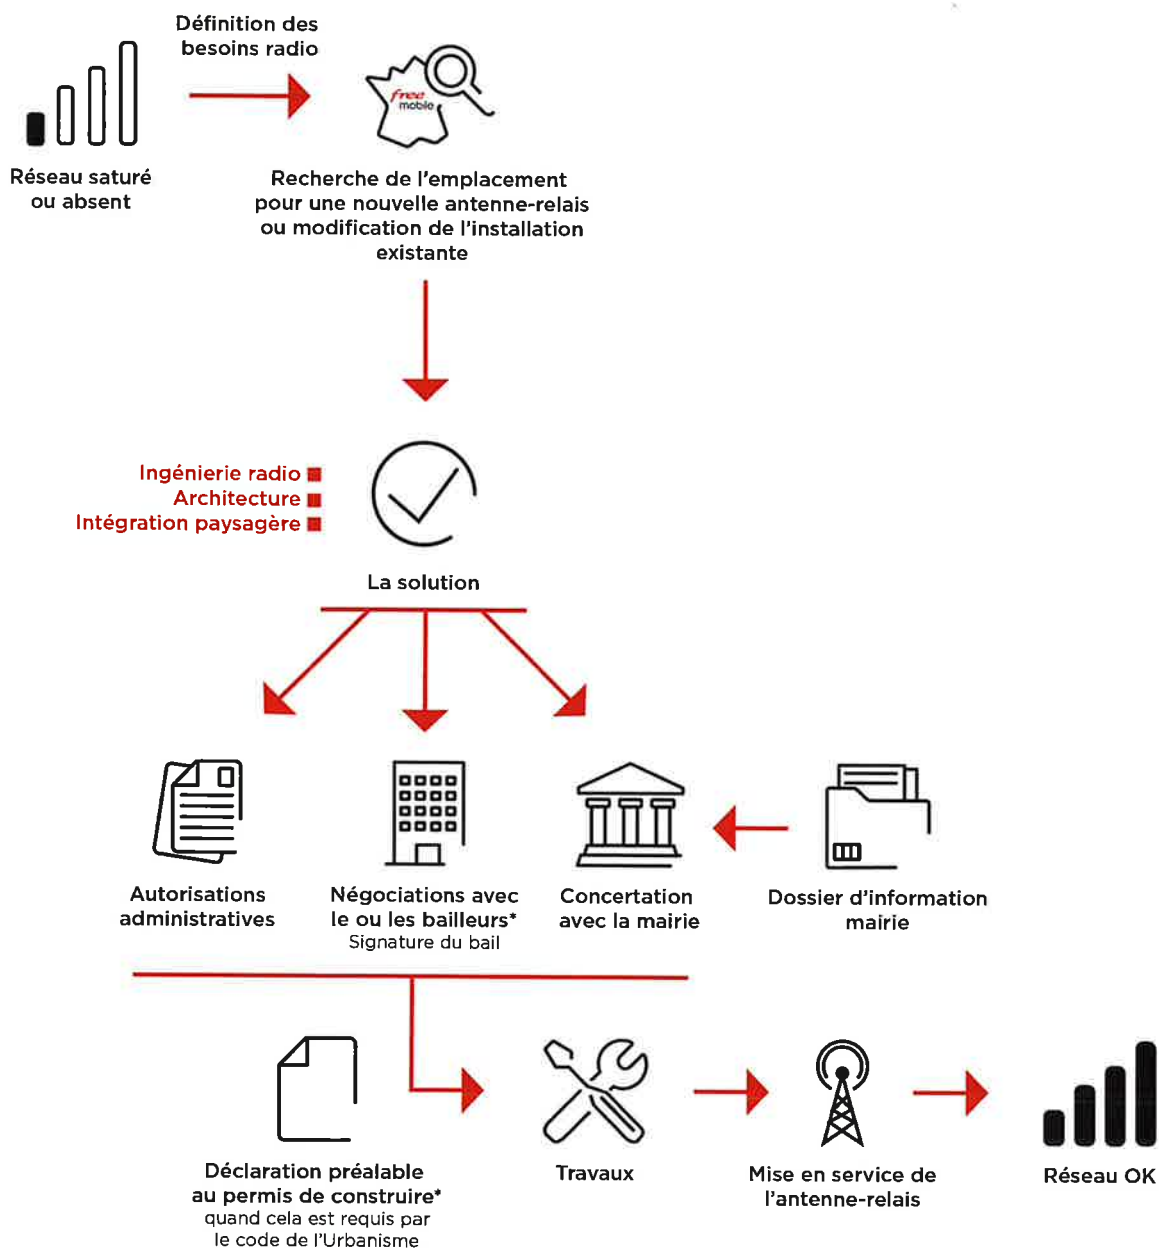 Définition des
besoins radio
free
mobile
Réseau saturé
ou absent
Recherche de l'emplacement
pour une nouvelle antenne-relais
ou modification de l'installation
existante
Ingénierie radio
Architecture
Intégration paysagère
La solution
Autorisations
administratives
Négociations avec
le ou les bailleurs*
Signature du bail
Concertation
avec la mairie
Dossier d'information
mairie
Déclaration préalable
au permis de construire*
quand cela est requis par
le code de l'Urbanisme
Travaux
Mise en service de
l'antenne-relais
Réseau OK